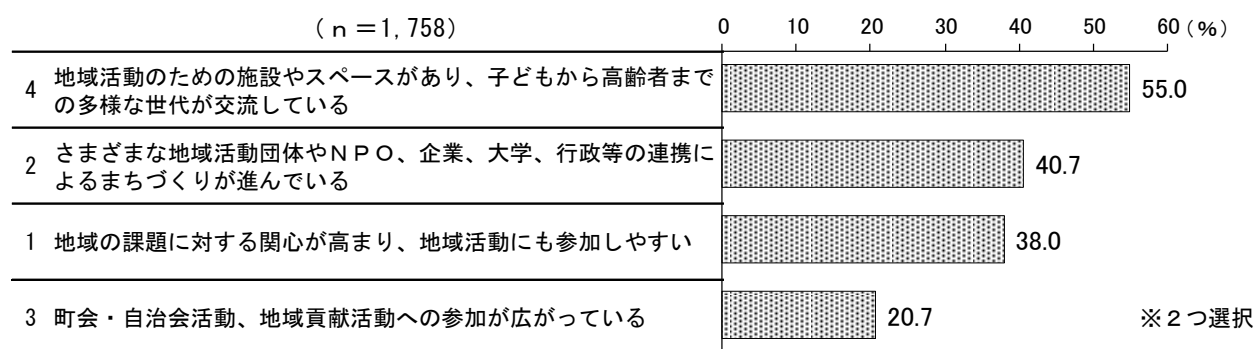 (ｎ＝1,758)
0 10 20 30 40 50 60 (％)
4 地域活動のための施設やスペースがあり、子どもから高齢者まで
の多様な世代が交流している
55.0
2 さまざまな地域活動団体やＮＰＯ、企業、大学、行政等の連携に
よるまちづくりが進んでいる
40.7
1 地域の課題に対する関心が高まり、地域活動にも参加しやすい
38.0
3 町会・自治会活動、地域貢献活動への参加が広がっている
20.7
※２つ選択